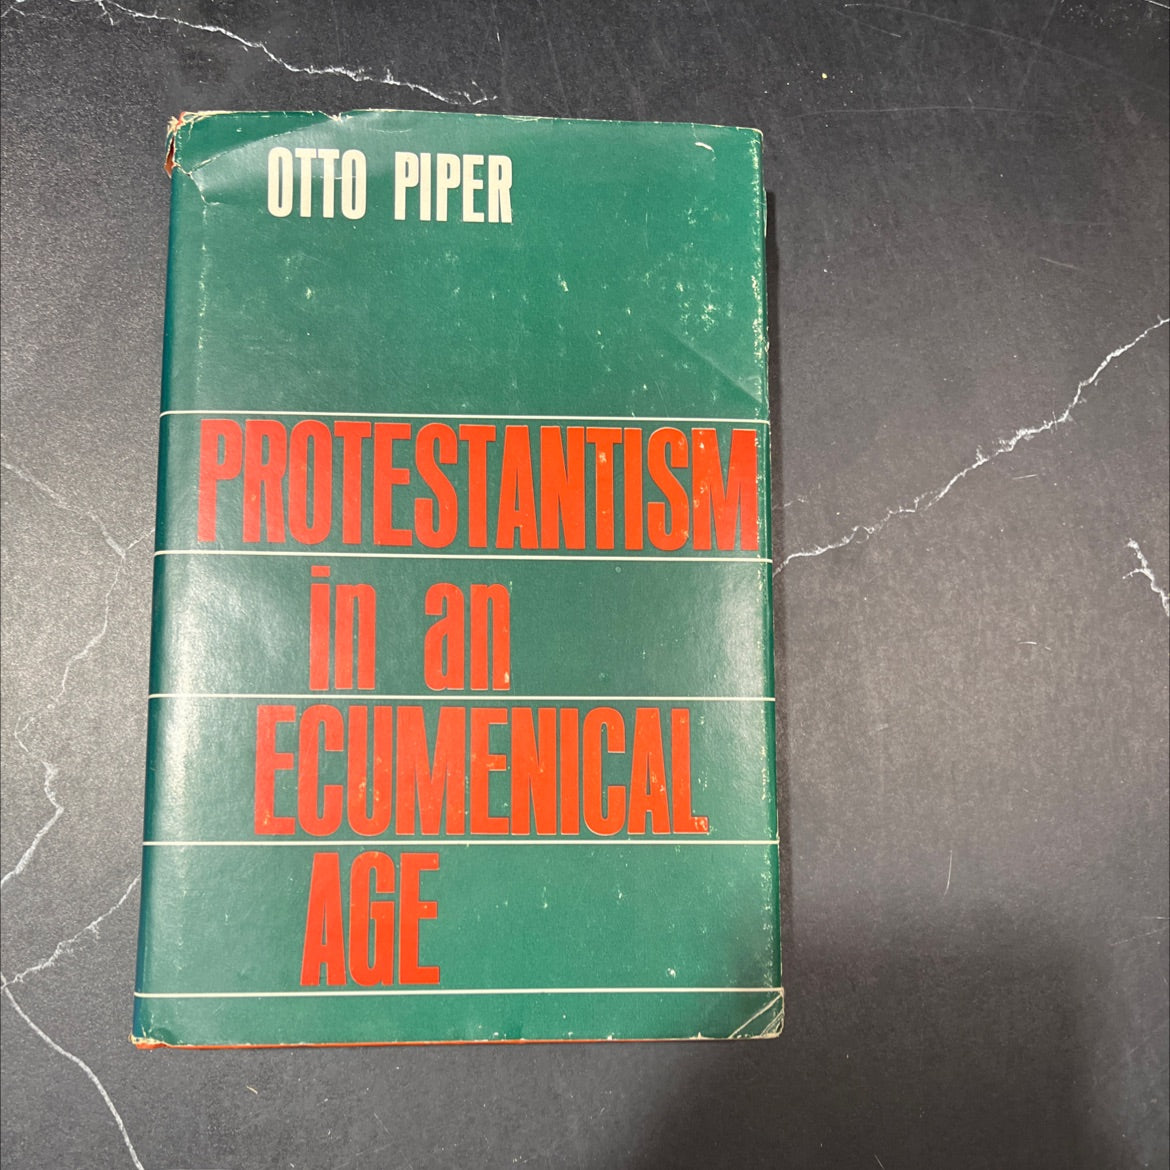 OTTO PIPER
PROTESTANTISM
in an
ECUMENICAL
AGE